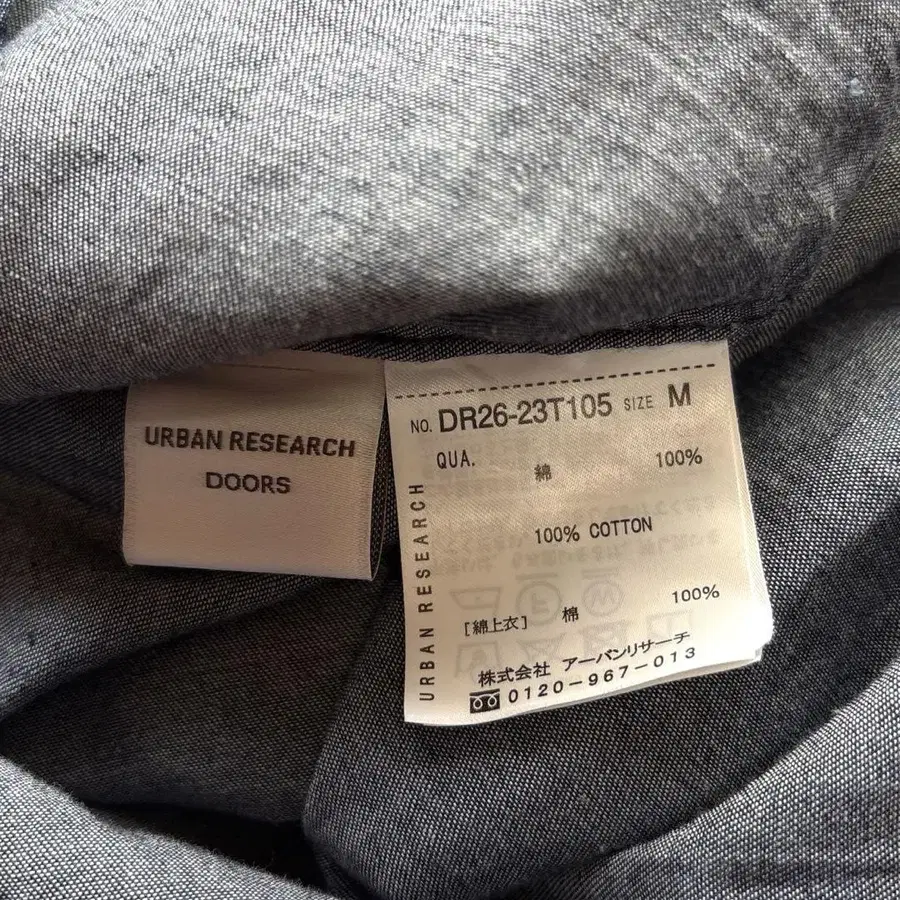 URBAN RESEARCH
DOORS
NO. DR26-23T105 SIZE M
QUA. 綿 100%
100% COTTON
[綿上衣] 棉 100%
株式会社 アーバンリサーチ
0120-967-013
URBAN RESEARCH